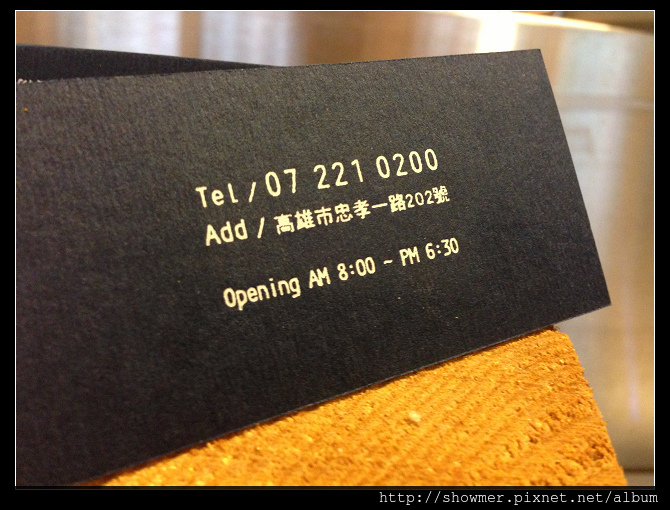 Tel / 07 221 0200
Add / 高雄市忠孝一路202號
Opening AM 8:00 ~ PM 6:30
http://showmer.pixnet.net/album